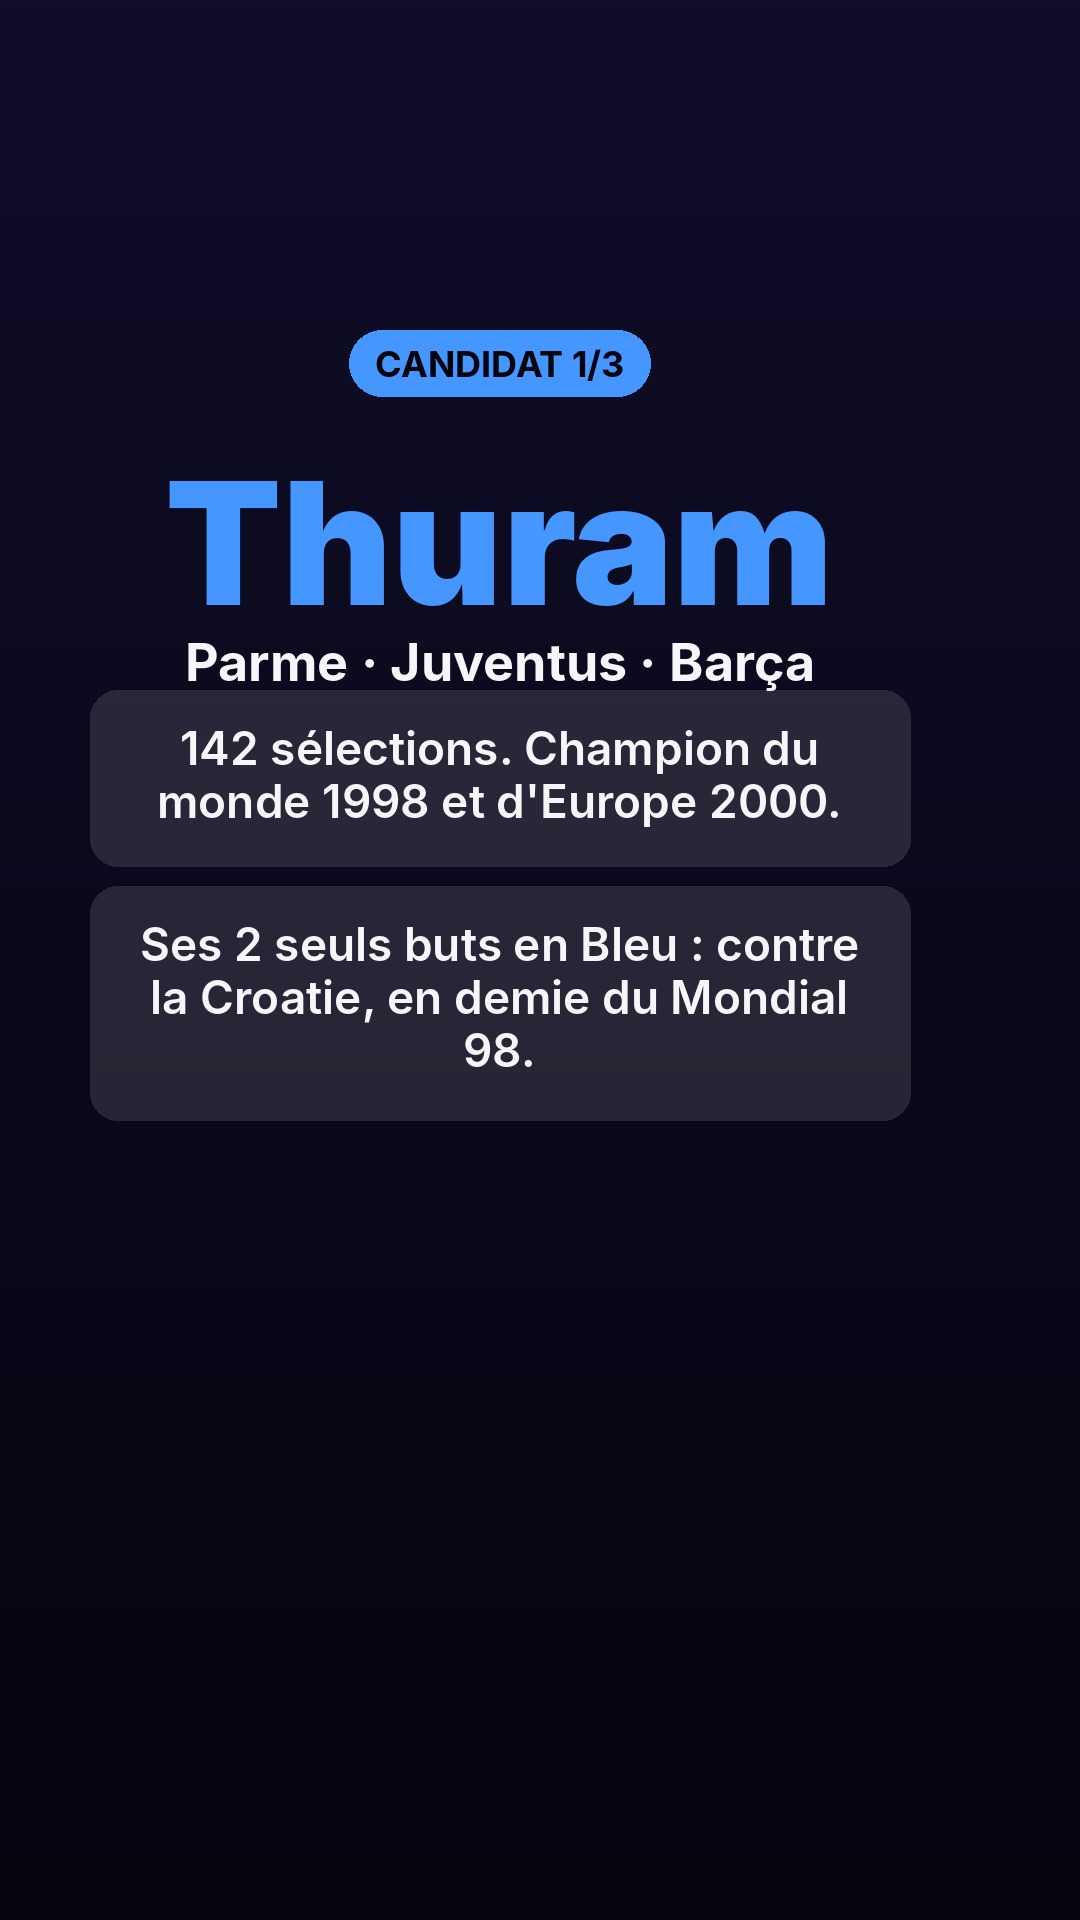 CANDIDAT 1/3
Thuram
Parme · Juventus · Barça
142 sélections. Champion du
monde 1998 et d'Europe 2000.
Ses 2 seuls buts en Bleu : contre
la Croatie, en demie du Mondial
98.